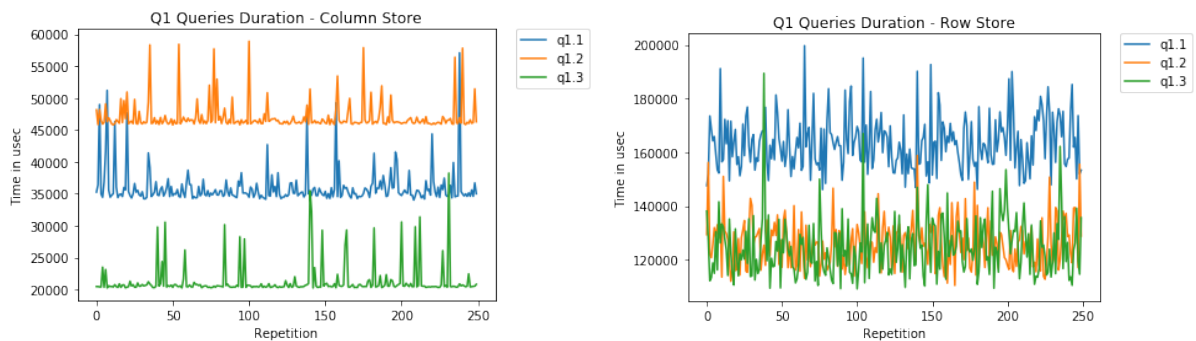 Q1 Queries Duration - Column Store
60000
55000
50000
45000
40000
35000
30000
25000
20000
Time in usec
0 50 100 150 200 250
Repetition
q1.1
q1.2
q1.3
Q1 Queries Duration - Row Store
200000
180000
160000
140000
120000
Time in usec
0 50 100 150 200 250
Repetition
q1.1
q1.2
q1.3